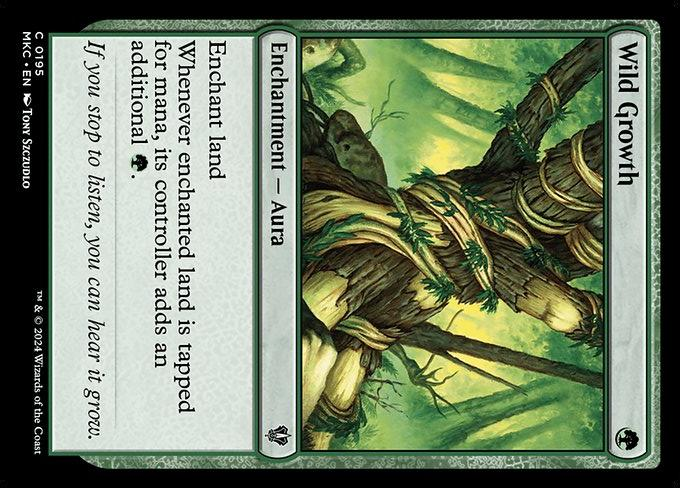 Wild Growth
Enchantment — Aura
Enchant land
Whenever enchanted land is tapped
for mana, its controller adds an
additional .
If you stop to listen, you can hear it grow.
C 0195
MKC • EN TONY SZCZUDLO
™ & © 2024 Wizards of the Coast